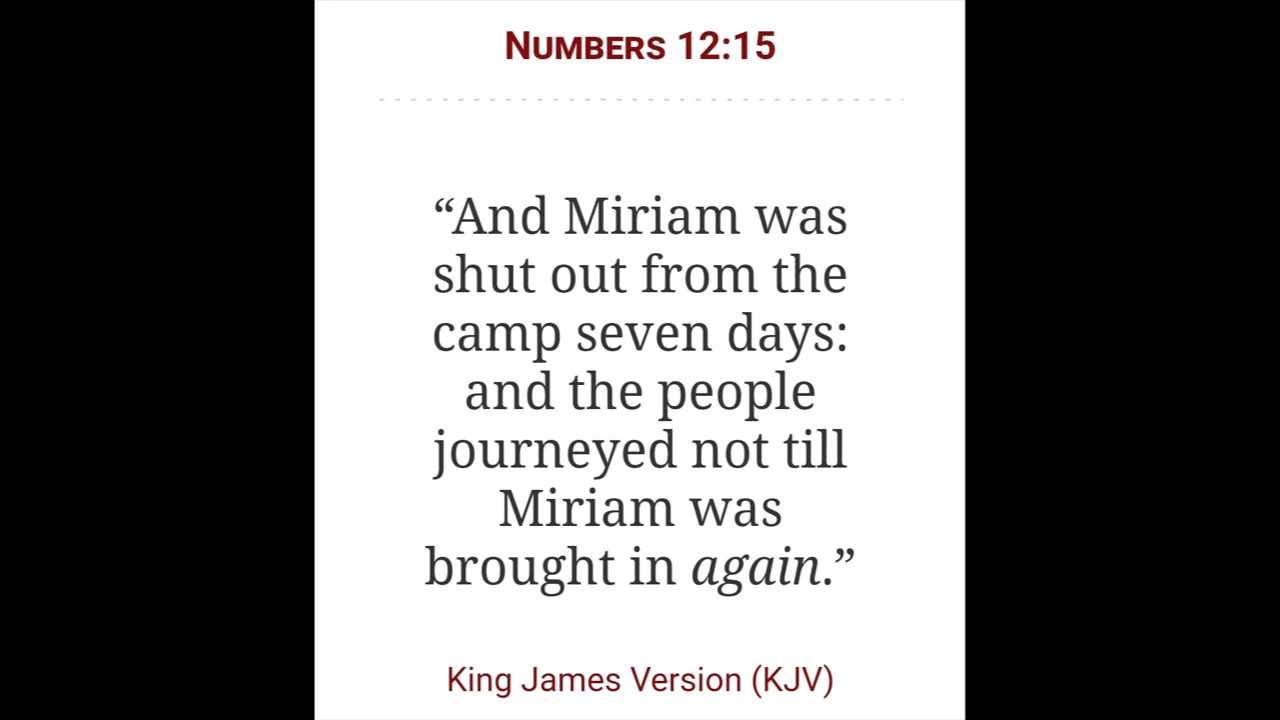 NUMBERS 12:15
“And Miriam was
shut out from the
camp seven days:
and the people
journeyed not till
Miriam was
brought in again.”
King James Version (KJV)